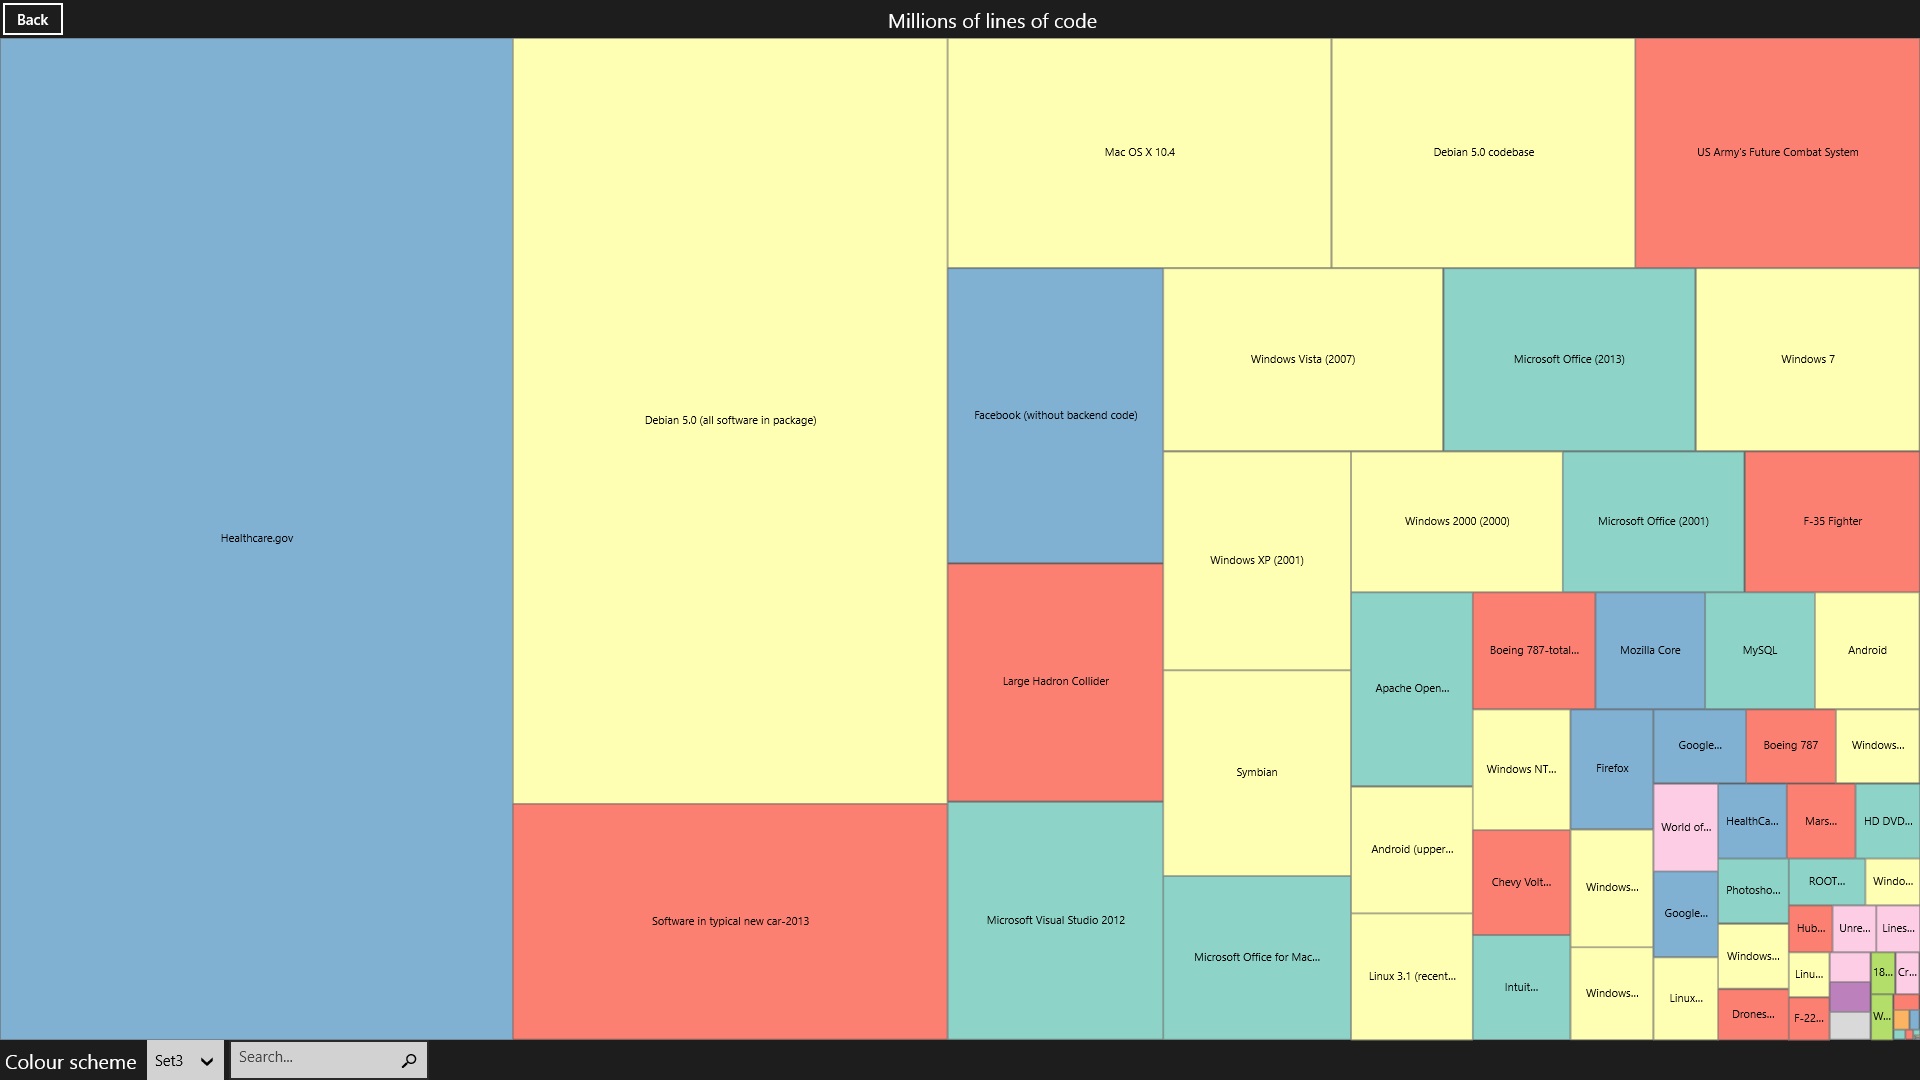 Back
Millions of lines of code
Healthcare.gov
Debian 5.0 (all software in package)
Software in typical new car-2013
Mac OS X 10.4
Debian 5.0 codebase
US Army's Future Combat System
Facebook (without backend code)
Windows Vista (2007)
Microsoft Office (2013)
Windows 7
Large Hadron Collider
Microsoft Visual Studio 2012
Windows XP (2001)
Windows 2000 (2000)
Microsoft Office (2001)
F-35 Fighter
Symbian
Microsoft Office for Mac...
Apache Open...
Boeing 787-total...
Mozilla Core
MySQL
Android
Android (upper...
Linux 3.1 (recent...
Windows NT...
Firefox
Google...
Boeing 787
Windows...
Chevy Volt...
Intuit...
Windows...
Windows...
World of...
HealthCa...
Mars...
HD DVD...
Google...
Linux...
Photosho...
ROOT...
Windo...
Windows...
Drones...
Hub...
Unre...
Lines...
Linu...
F-22...
18...
Cr...
W...
Colour scheme
Set3
Search...